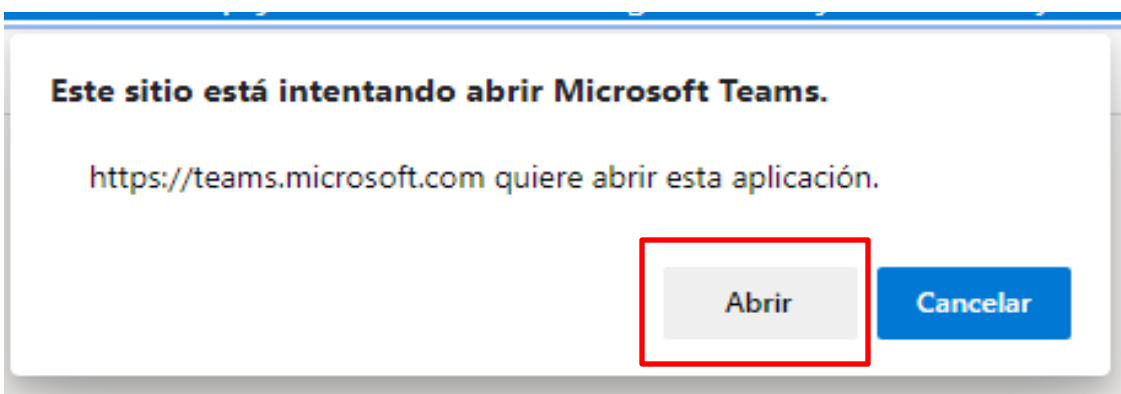 Este sitio está intentando abrir Microsoft Teams.
https://teams.microsoft.com quiere abrir esta aplicación.
Abrir
Cancelar